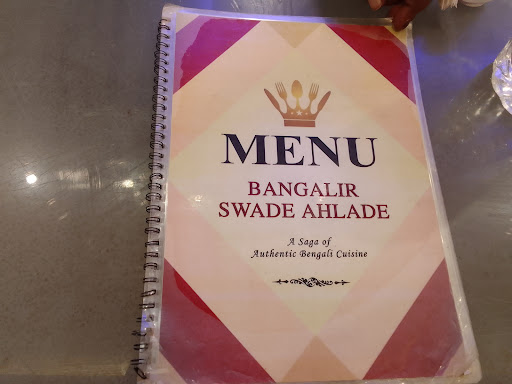 MENU
BANGALIR
SWADE AHLADE
A Saga of
Authentic Bengali Cuisine